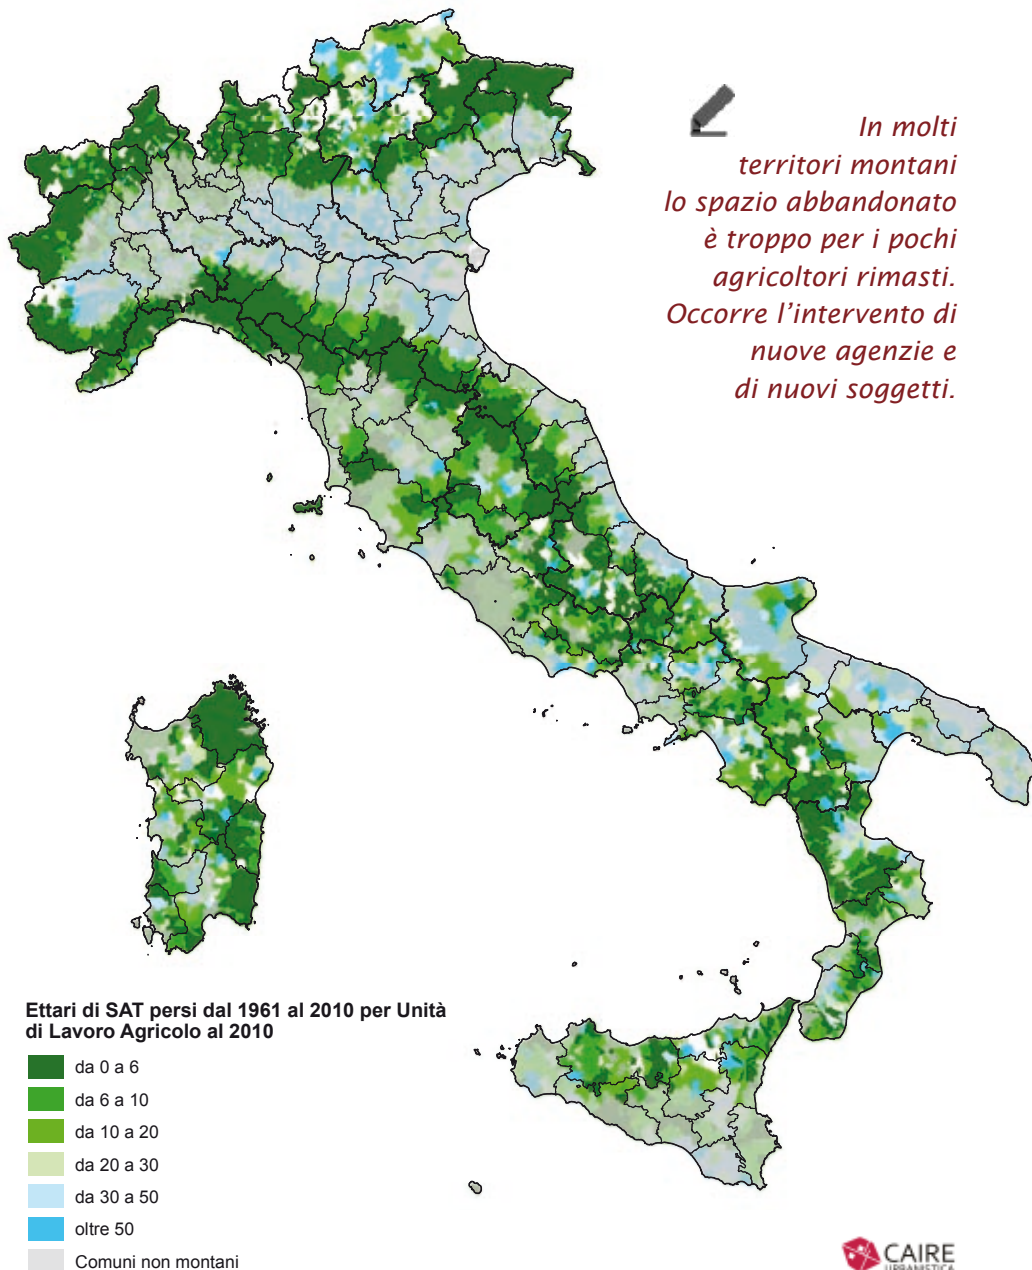 In molti
territori montani
lo spazio abbandonato
è troppo per i pochi
agricoltori rimasti.
Occorre l'intervento di
nuove agenzie e
di nuovi soggetti.
Ettari di SAT persi dal 1961 al 2010 per Unità
di Lavoro Agricolo al 2010
da 0 a 6
da 6 a 10
da 10 a 20
da 20 a 30
da 30 a 50
oltre 50
Comuni non montani
CAIRE
URBANISTICA